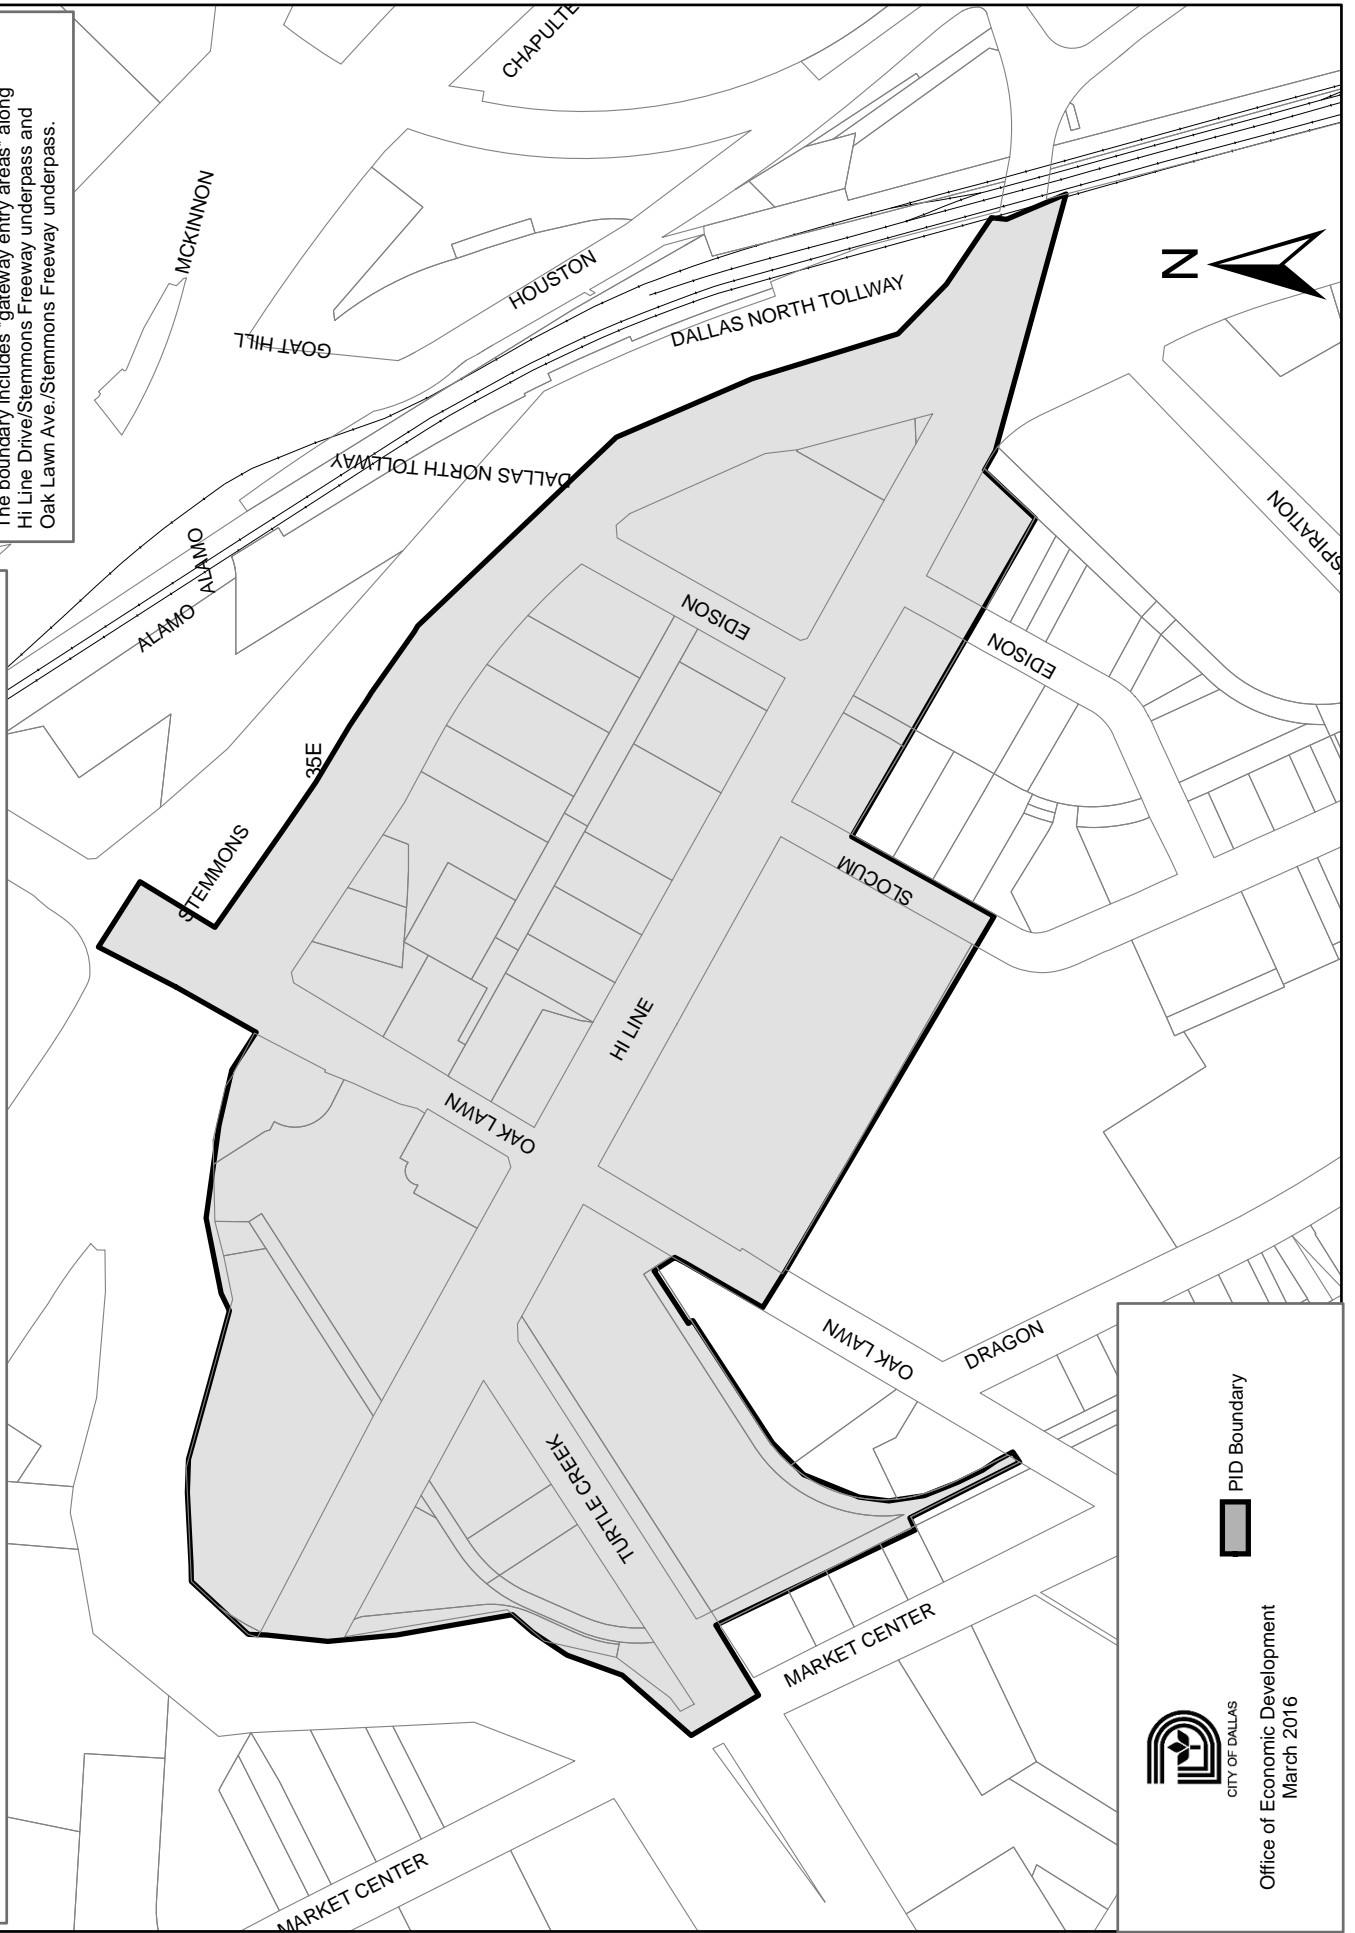 The boundary includes "gateway entry areas" along
Hi Line Drive/Stemmons Freeway underpass and
Oak Lawn Ave./Stemmons Freeway underpass.
CHAPULTE
MCKINNON
GOAT HILL
HOUSTON
DALLAS NORTH TOLLWAY
DALLAS NORTH TOLLWAY
ALAMO
ALAMO
35E
STEMMONS
EDISON
EDISON
SLOCUM
HI LINE
OAK LAWN
OAK LAWN
DRAGON
TURTLE CREEK
MARKET CENTER
MARKET CENTER
SPIRATION
N
PID Boundary
CITY OF DALLAS
Office of Economic Development
March 2016